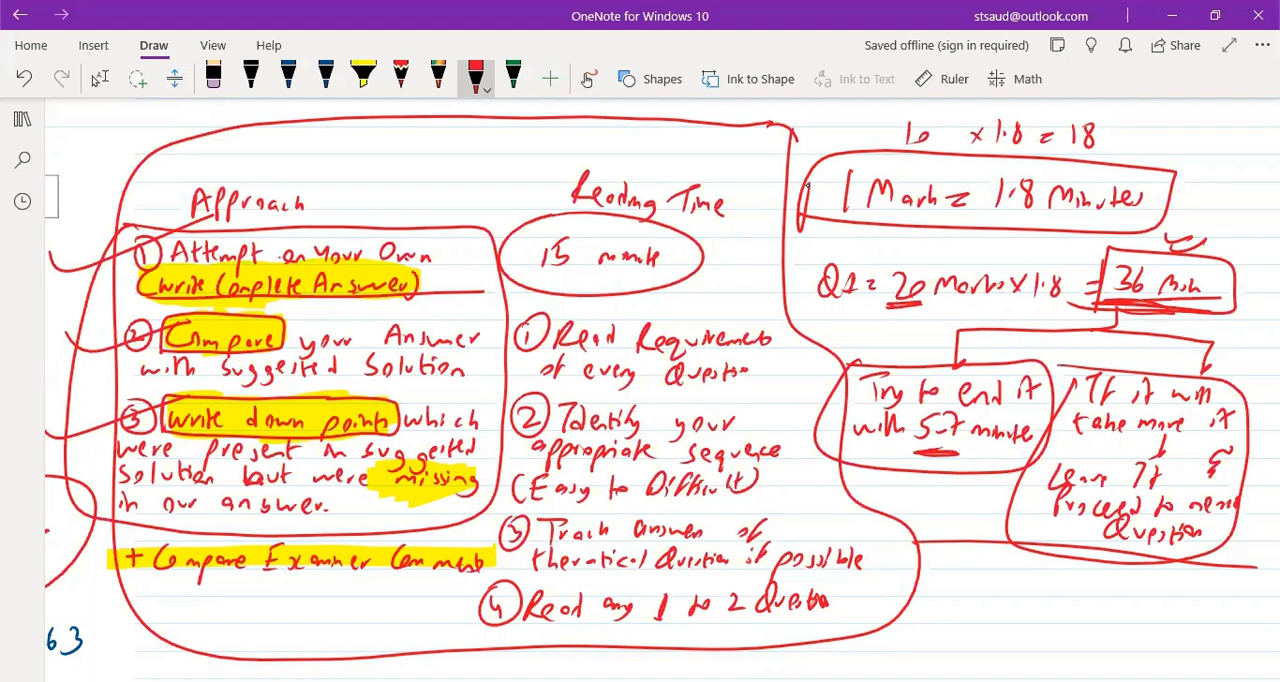 OneNote for Windows 10
stsaud@outlook.com
Home Insert Draw View Help
Saved offline (sign in required)
Share
Shapes
Ink to Shape
Ink to Text
Ruler
Math
Approach
① Attempt on Your Own
(Write Complete Answer)
② Compare your Answer
with suggested Solution
③ Write down points which
were present in suggested
solution but were missing
in our answer.
+ Compare Examiner Comments
63
Reading Time
15 minute
① Read Requirement
of every Question
② Identify your
appropriate sequence
(Easy to Difficult)
③ Track answer of
theratical Question if possible
④ Read any 1 to 2 Question
10 × 1.8 = 18
1 Mark = 1.8 Minutes
Q1 = 20 Marks × 1.8 = 36 Min
Try to end it
with 5-7 minute
If it will
take more it
Leave It &
Proceed to
Question